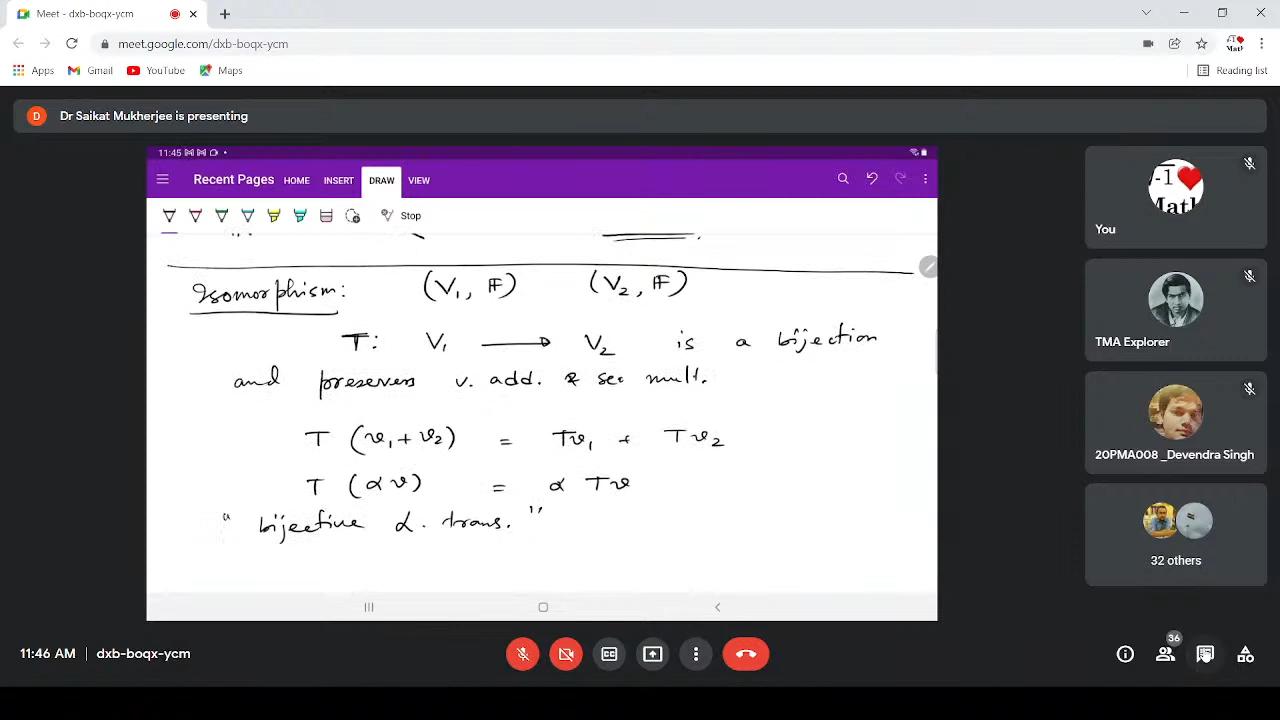 Meet - dxb-boqx-ycm
meet.google.com/dxb-boqx-ycm
Apps Gmail YouTube Maps Reading list
Dr Saikat Mukherjee is presenting
D
11:45
Recent Pages HOME INSERT DRAW VIEW
Stop
Isomorphism: (V₁, F) (V₂, F)
T: V₁ ⟶ V₂ is a bijection
and preserves v. add. & sc mult.
T (v₁ + v₂) = Tv₁ + Tv₂
T (αv) = α Tv
" bijective L. trans. "
√-1
Math
You
TMA Explorer
20PMA008 _Devendra Singh
32 others
11:46 AM | dxb-boqx-ycm
36